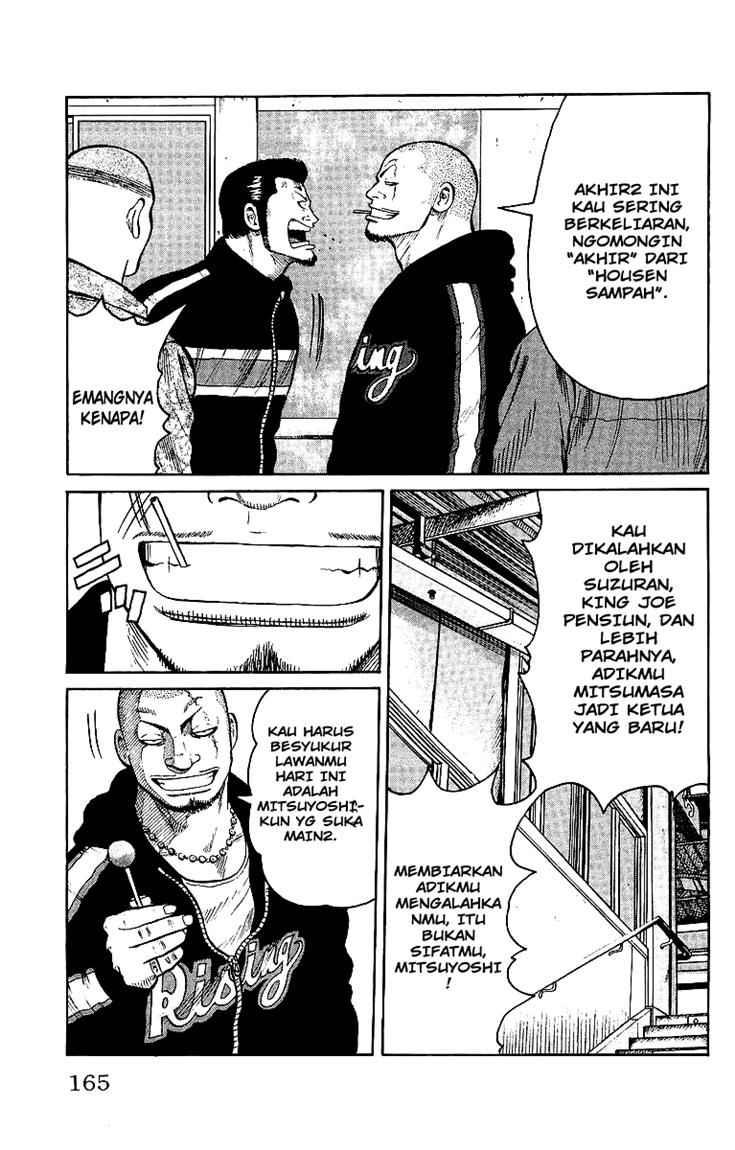 AKHIR2 INI
KAU SERING
BERKELIARAN,
NGOMONGIN
"AKHIR" DARI
"HOUSEN
SAMPAH".
ing
EMANGNYA
KENAPA!
KAU
DIKALAHKAN
OLEH
SUZURAN,
KING JOE
PENSIUN, DAN
LEBIH
PARAHNYA,
ADIKMU
MITSUMASA
JADI KETUA
YANG BARU!
MEMBIARKAN
ADIKMU
MENGALAHKA
NMU, ITU
BUKAN
SIFATMU,
MITSUYOSHI
!
KAU HARUS
BESYUKUR
LAWANMU
HARI INI
ADALAH
MITSUYOSHI-
KUN YG SUKA
MAIN2.
Rising
165